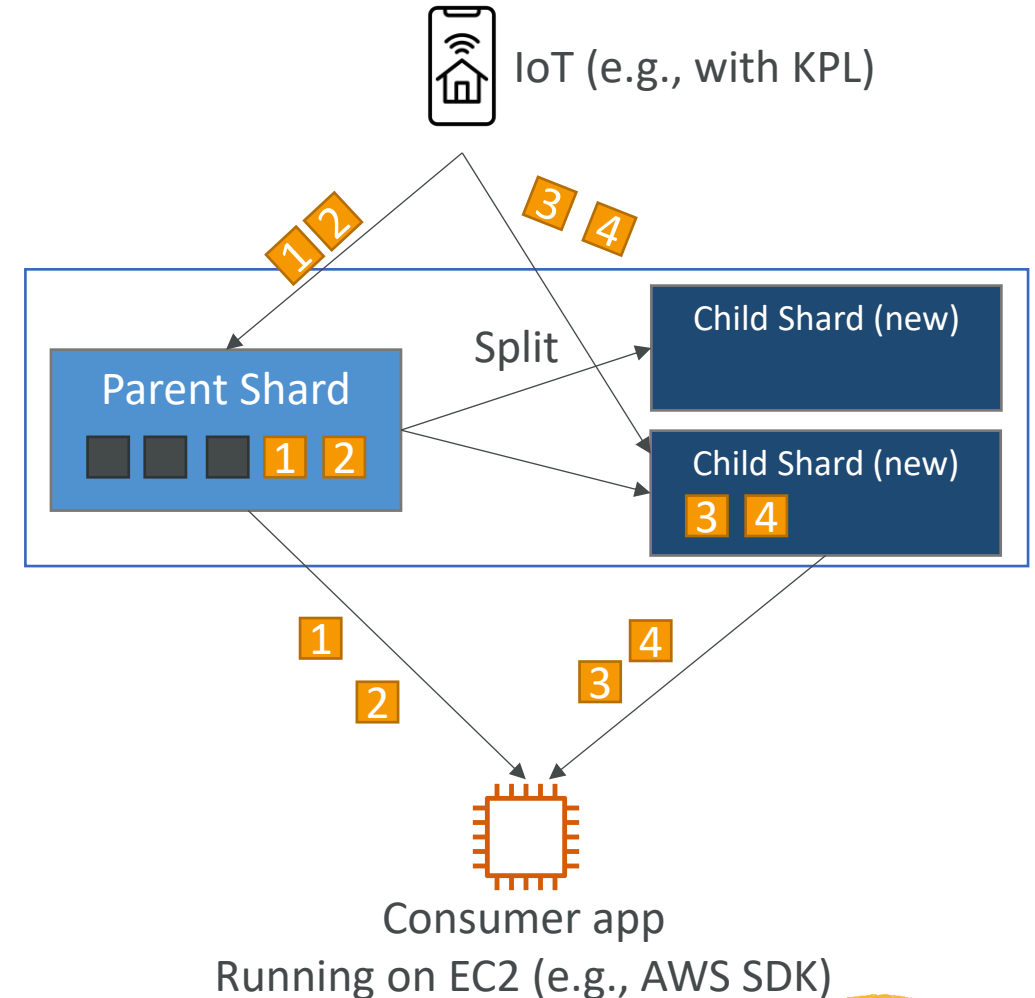 IoT (e.g., with KPL)
1 2
3 4
Split
Child Shard (new)
Parent Shard
1 2
Child Shard (new)
3 4
1
2
4
3
Consumer app
Running on EC2 (e.g., AWS SDK)